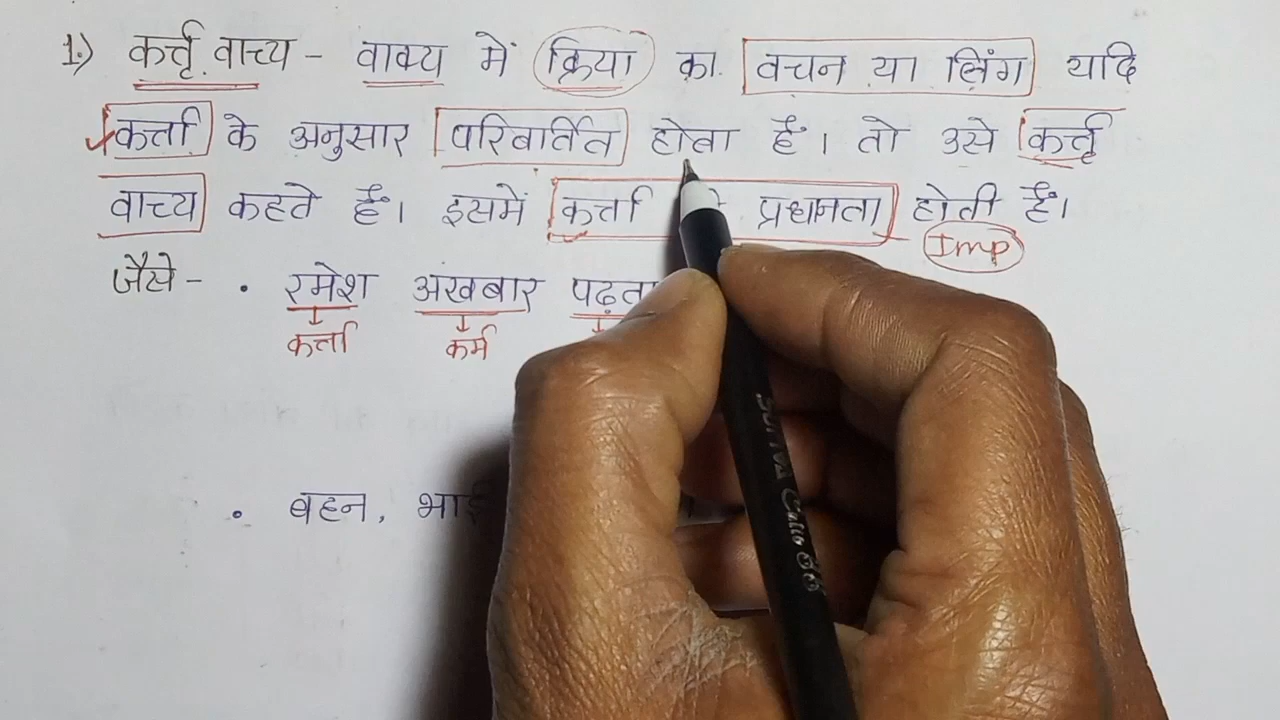 1.) कर्त्तृ वाच्य - वाक्य में क्रिया का वचन या लिंग यदि
कर्त्ता के अनुसार परिवर्तित होता है। तो उसे कर्त्तृ
वाच्य कहते हैं। इसमें कर्त्ता प्रधानता होती है।
Imp
जैसे - • रमेश अखबार पढ़ता
कर्त्ता कर्म
• बहन,